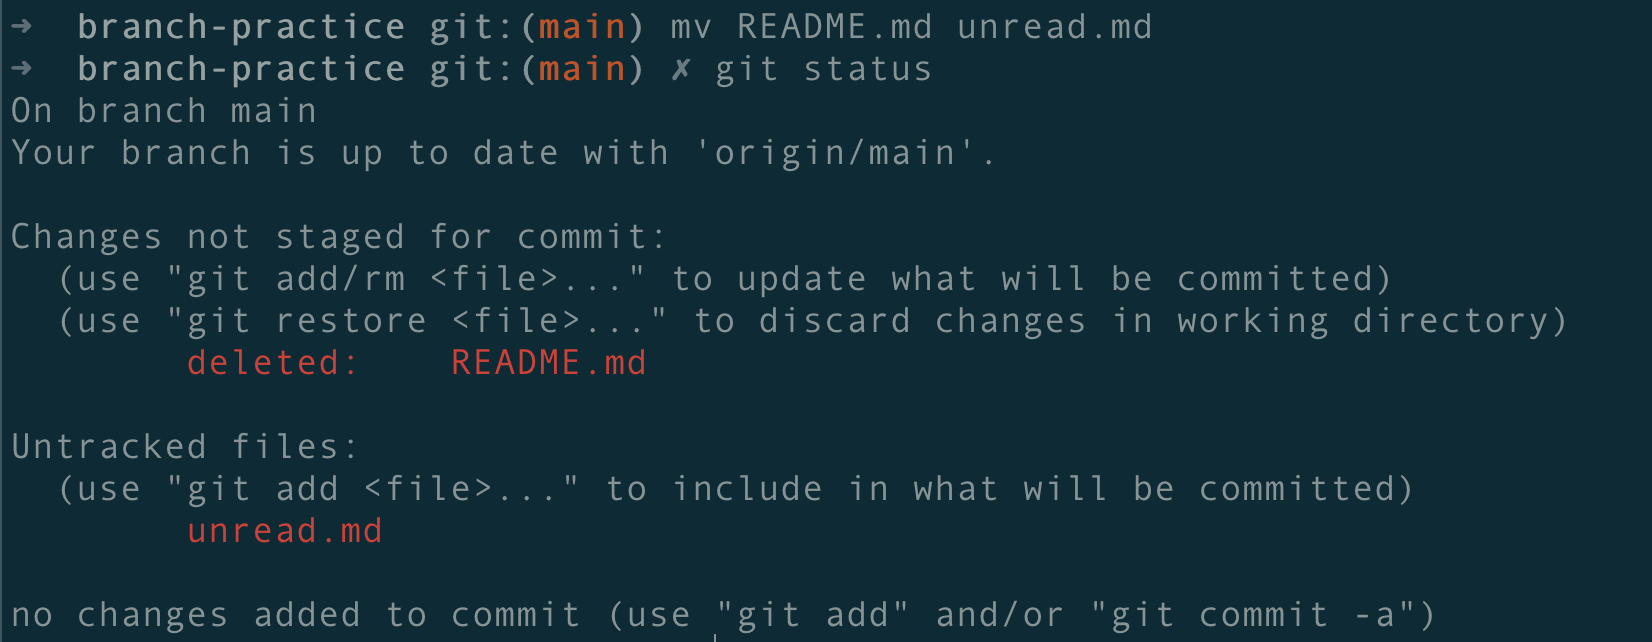 ➜  branch-practice git:(main) mv README.md unread.md
➜  branch-practice git:(main) ✗ git status
On branch main
Your branch is up to date with 'origin/main'.

Changes not staged for commit:
  (use "git add/rm <file>..." to update what will be committed)
  (use "git restore <file>..." to discard changes in working directory)
        deleted:    README.md

Untracked files:
  (use "git add <file>..." to include in what will be committed)
        unread.md

no changes added to commit (use "git add" and/or "git commit -a")